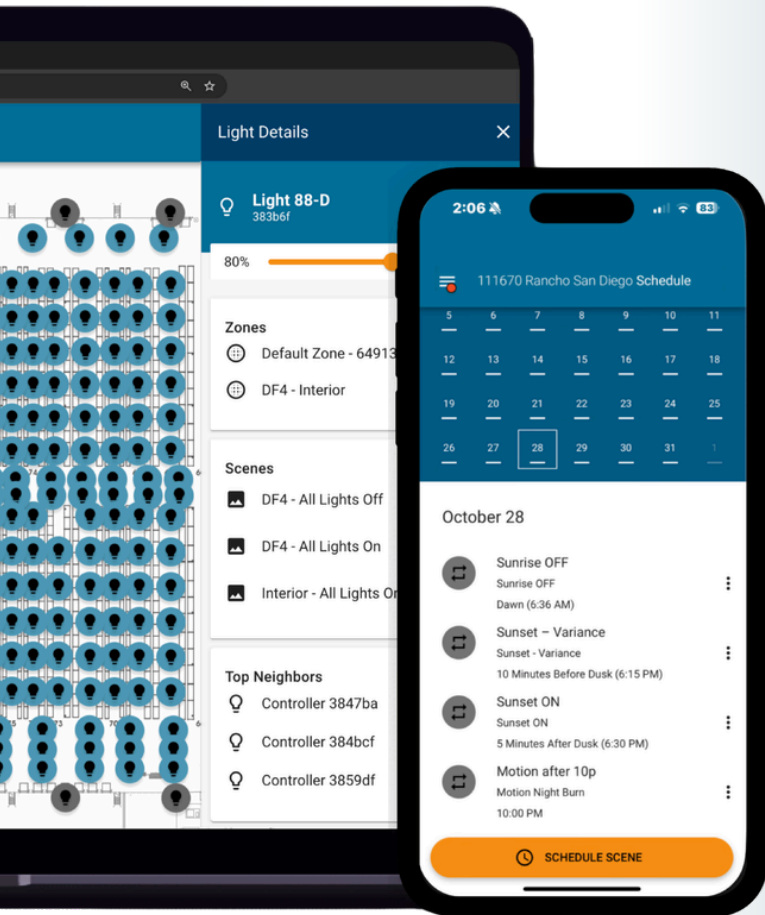 Light Details
Light 88-D
383b6f
80%
Zones
Default Zone - 64913
DF4 - Interior
Scenes
DF4 - All Lights Off
DF4 - All Lights On
Interior - All Lights On
Top Neighbors
Controller 3847ba
Controller 384bcf
Controller 3859df
2:06
83
111670 Rancho San Diego Schedule
5 6 7 8 9 10 11
12 13 14 15 16 17 18
19 20 21 22 23 24 25
26 27 28 29 30 31 1
October 28
Sunrise OFF
Sunrise OFF
Dawn (6:36 AM)
Sunset – Variance
Sunset - Variance
10 Minutes Before Dusk (6:15 PM)
Sunset ON
Sunset ON
5 Minutes After Dusk (6:30 PM)
Motion after 10p
Motion Night Burn
10:00 PM
SCHEDULE SCENE